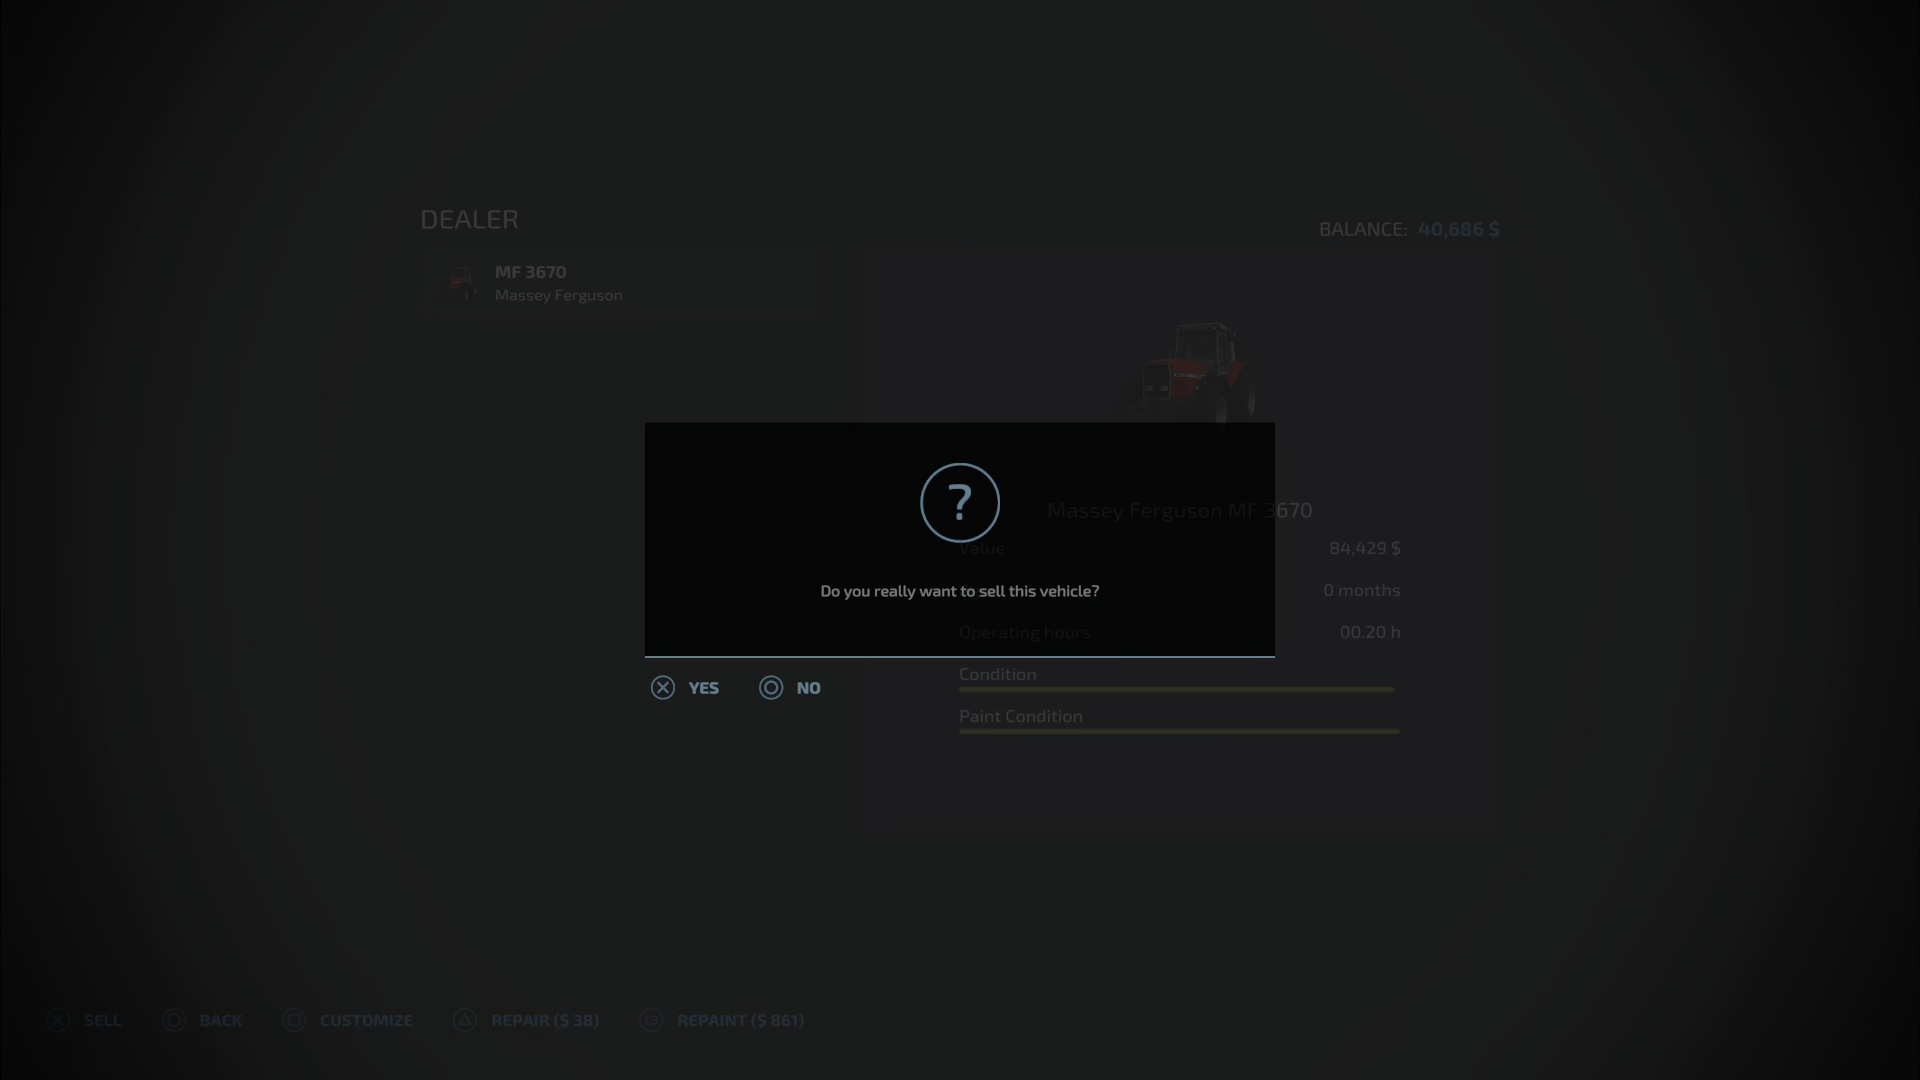 DEALER
BALANCE: 40,686 $
MF 3670
Massey Ferguson
?
Massey Ferguson MF 3670
Value
84,429 $
Do you really want to sell this vehicle?
0 months
Operating hours
00.20 h
Condition
YES
NO
Paint Condition
SELL
BACK
CUSTOMIZE
REPAIR ($ 38)
L3
REPAINT ($ 861)